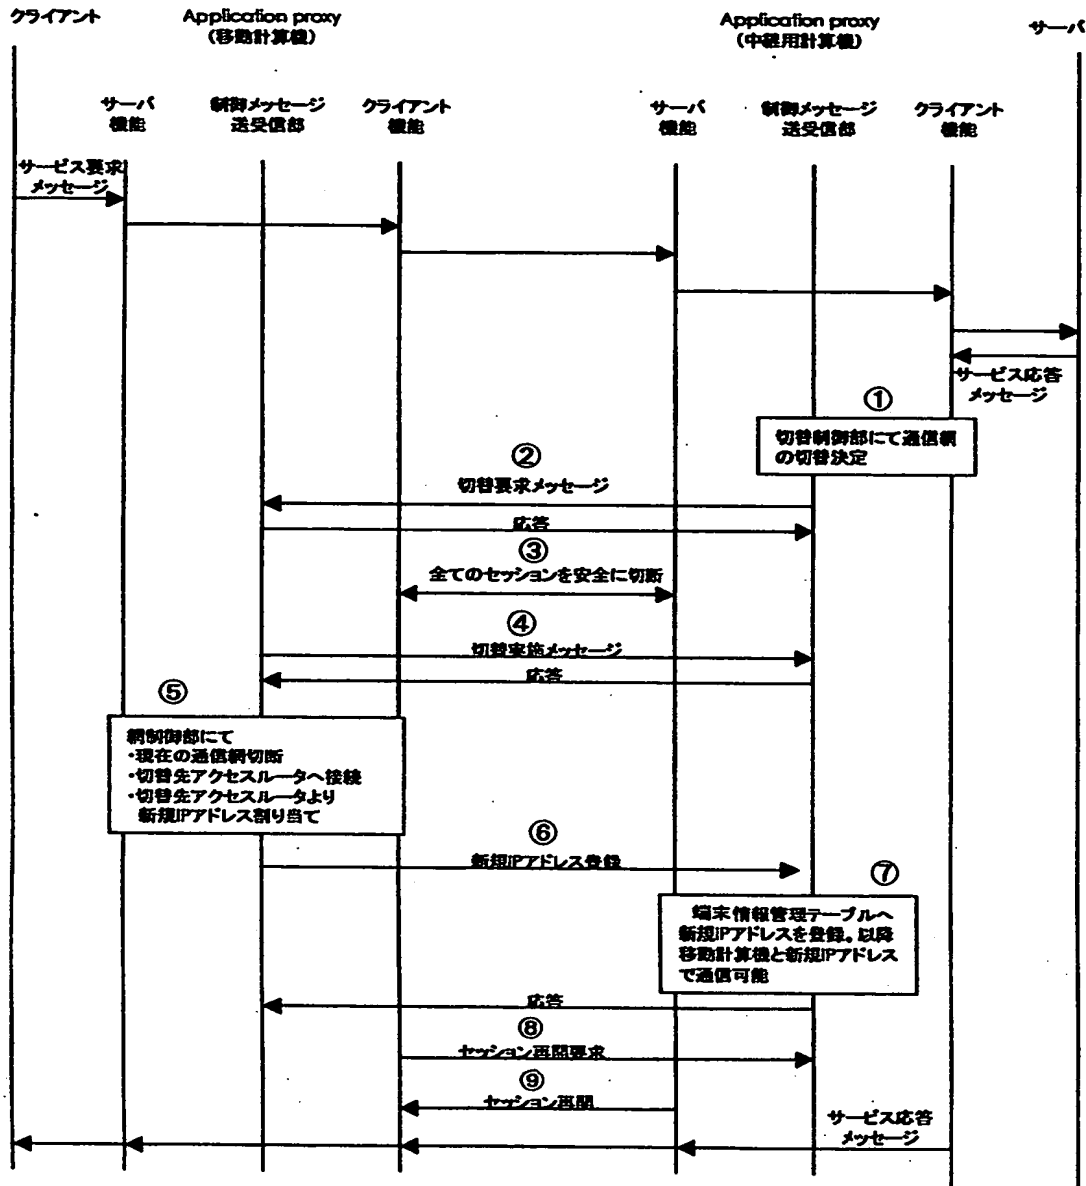 クライアント
Application proxy
(移動計算機)
Application proxy
(中継用計算機)
サーバ
サーバ
機能
制御メッセージ
送受信部
クライアント
機能
サーバ
機能
制御メッセージ
送受信部
クライアント
機能
サービス要求
メッセージ
サービス応答
メッセージ
①
切替制御部にて通信網
の切替決定
②
切替要求メッセージ
応答
③
全てのセッションを安全に切断
④
切替実施メッセージ
応答
⑤
網制御部にて
・現在の通信網切断
・切替先アクセスルータへ接続
・切替先アクセスルータより
新規IPアドレス割り当て
⑥
新規IPアドレス登録
⑦
端末情報管理テーブルへ
新規IPアドレスを登録。以降
移動計算機と新規IPアドレス
で通信可能
応答
⑧
セッション再開要求
⑨
セッション再開
サービス応答
メッセージ